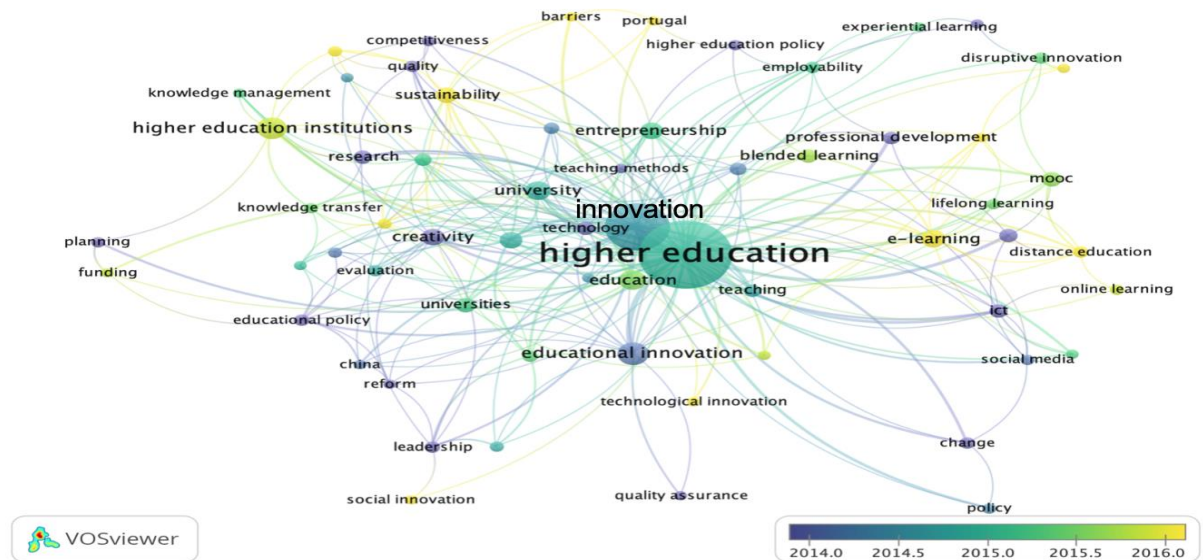 barriers
portugal
experiential learning
competitiveness
higher education policy
disruptive innovation
quality
employability
knowledge management
sustainability
higher education institutions
entrepreneurship
professional development
research
blended learning
teaching methods
mooc
university
knowledge transfer
innovation
lifelong learning
technology
planning
creativity
e-learning
higher education
distance education
funding
evaluation
education
teaching
online learning
universities
ict
educational policy
educational innovation
social media
china
reform
technological innovation
leadership
change
social innovation
quality assurance
policy
VOSviewer
2014.0 2014.5 2015.0 2015.5 2016.0